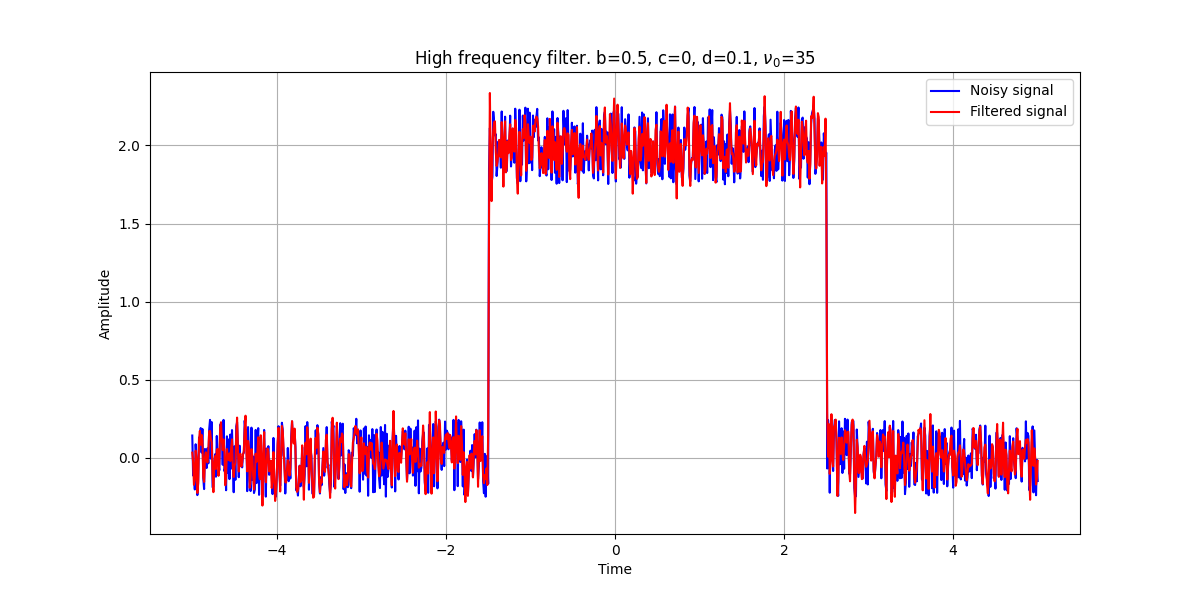 High frequency filter. b=0.5, c=0, d=0.1, ν₀=35
Noisy signal
Filtered signal
Amplitude
2.0
1.5
1.0
0.5
0.0
−4
−2
0
2
4
Time